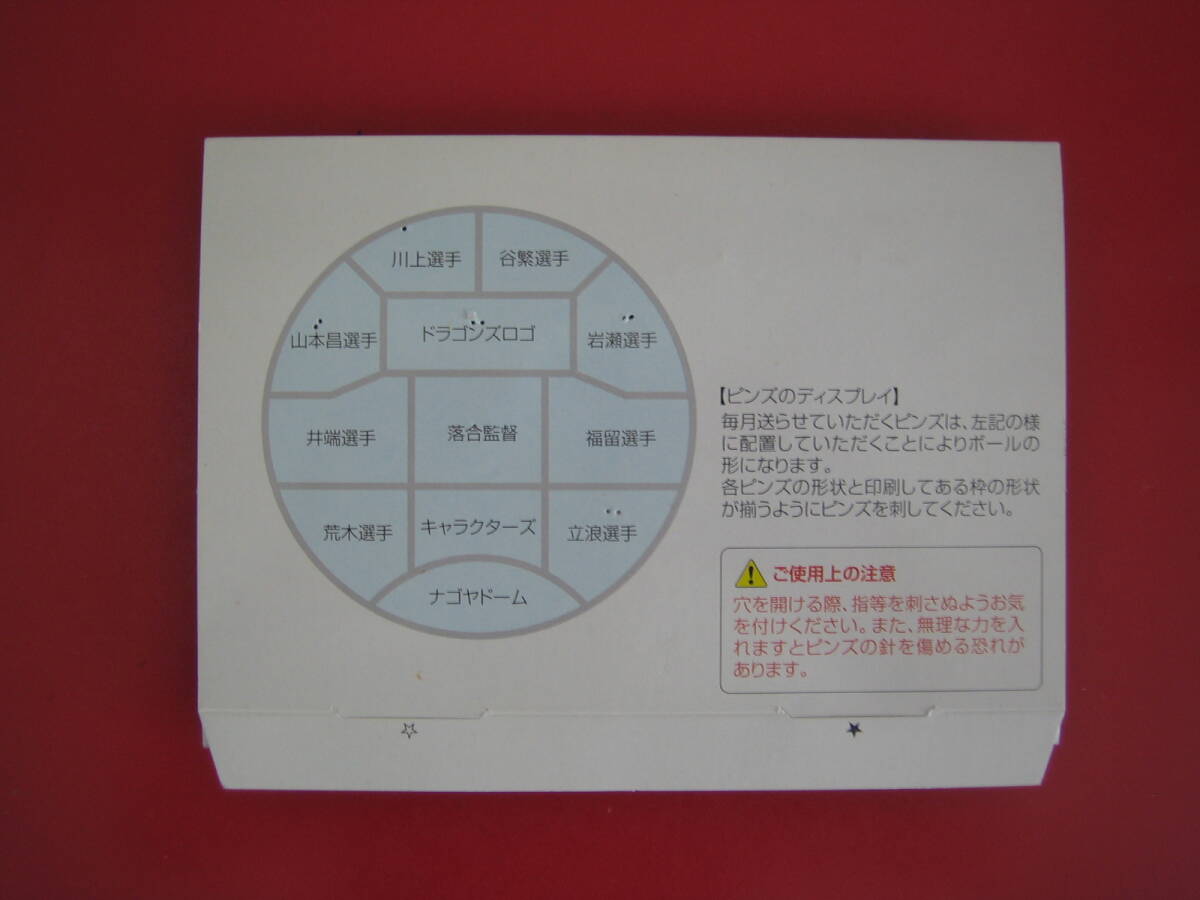 川上選手
谷繁選手
山本昌選手
ドラゴンズロゴ
岩瀬選手
井端選手
落合監督
福留選手
荒木選手
キャラクターズ
立浪選手
ナゴヤドーム
【ピンズのディスプレイ】
毎月送らせていただくピンズは、左記の様
に配置していただくことによりボールの
形になります。
各ピンズの形状と印刷してある枠の形状
が揃うようにピンズを刺してください。
ご使用上の注意
穴を開ける際、指等を刺さぬようお気
を付けください。また、無理な力を入
れますとピンズの針を傷める恐れが
あります。